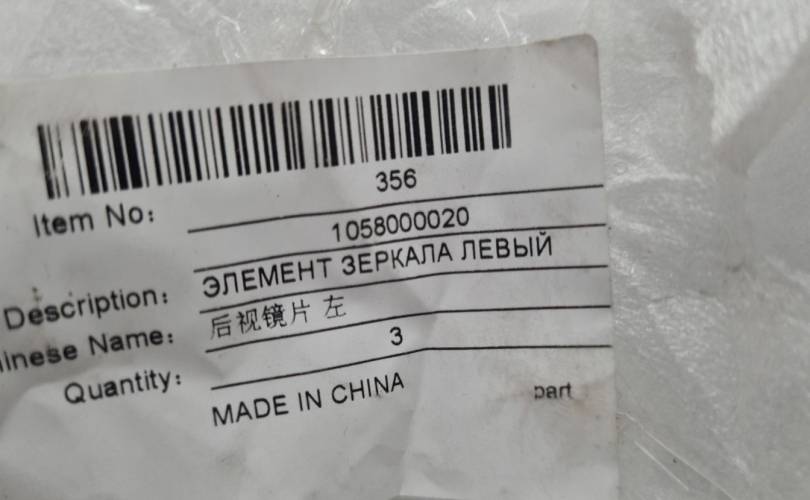 356
Item No:
1058000020
Description: ЭЛЕМЕНТ ЗЕРКАЛА ЛЕВЫЙ
inese Name: 后视镜片 左
Quantity: 3
MADE IN CHINA
part